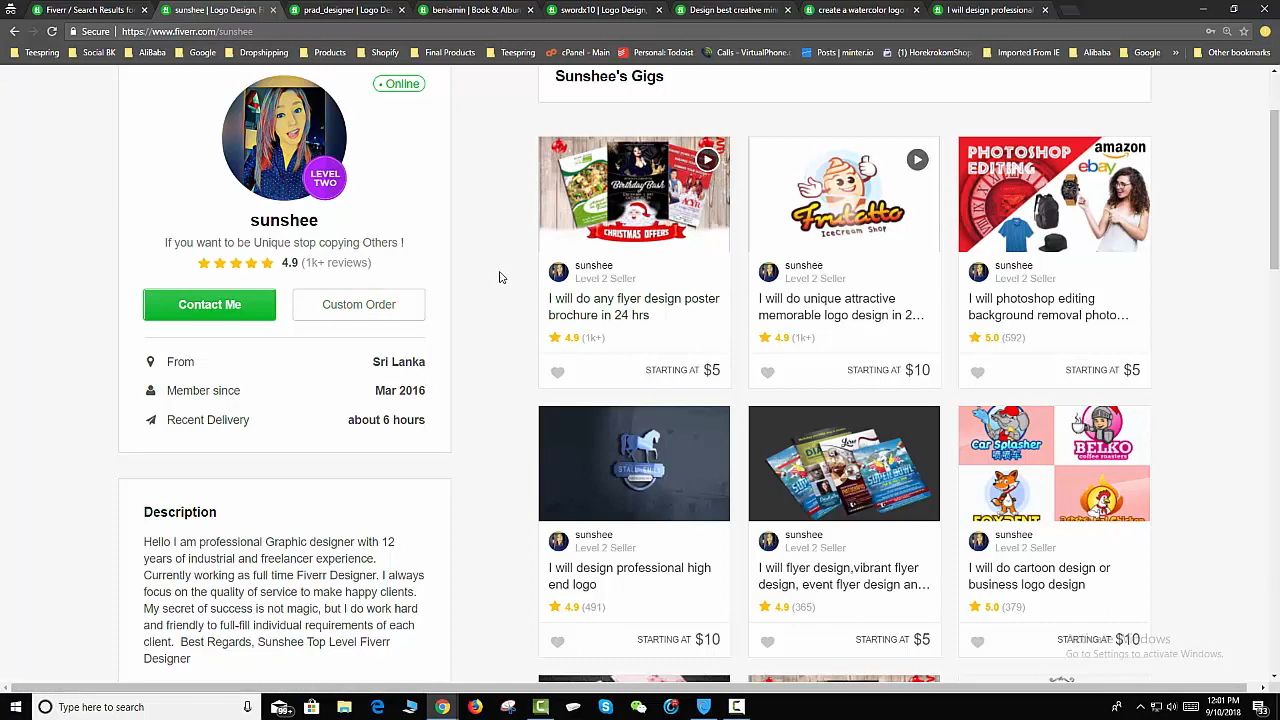 Fiverr / Search Results fo
sunshee | Logo Design, F
prad_designer | Logo Des
benjamin | Book & Albur
swordx10 | Logo Design,
Design best creative mini
create a watercolor logo
I will design professional
Secure | https://www.fiverr.com/sunshee
Teespring
Social BK
AliBaba
Google
Dropshipping
Products
Shopify
Final Products
Teespring
cPanel - Main
Personal: Todoist
Calls - VirtualPhone.c
Posts | minter.io
(1) HorekrokomShop
Imported From IE
Alibaba
Google
»
Other bookmarks
• Online
LEVEL
TWO
sunshee
If you want to be Unique stop copying Others !
4.9 (1k+ reviews)
Contact Me
Custom Order
From Sri Lanka
Member since Mar 2016
Recent Delivery about 6 hours
Description
Hello I am professional Graphic designer with 12
years of industrial and freelancer experience.
Currently working as full time Fiverr Designer. I always
focus on the quality of service to make happy clients.
My secret of success is not magic, but I do work hard
and friendly to full-fill individual requirements of each
client. Best Regards, Sunshee Top Level Fiverr
Designer
Sunshee's Gigs
Birthday Bash
CHRISTMAS OFFERS
sunshee
Level 2 Seller
I will do any flyer design poster
brochure in 24 hrs
4.9 (1k+)
STARTING AT $5
Frutatto
IceCream Shop
sunshee
Level 2 Seller
I will do unique attractive
memorable logo design in 2...
4.9 (1k+)
STARTING AT $10
PHOTOSHOP
EDITING
amazon
ebay
sunshee
Level 2 Seller
I will photoshop editing
background removal photo...
5.0 (592)
STARTING AT $5
sunshee
Level 2 Seller
I will design professional high
end logo
4.9 (491)
STARTING AT $10
SUPER BOWL
sunshee
Level 2 Seller
I will flyer design,vibrant flyer
design, event flyer design an...
4.9 (365)
STARTING AT $5
CAR SPLASHER
BELKO
coffee roasters
sunshee
Level 2 Seller
I will do cartoon design or
business logo design
5.0 (379)
STARTING AT $10
Activate Windows
Go to Settings to activate Windows.
Type here to search
99+
12:01 PM
9/10/2018